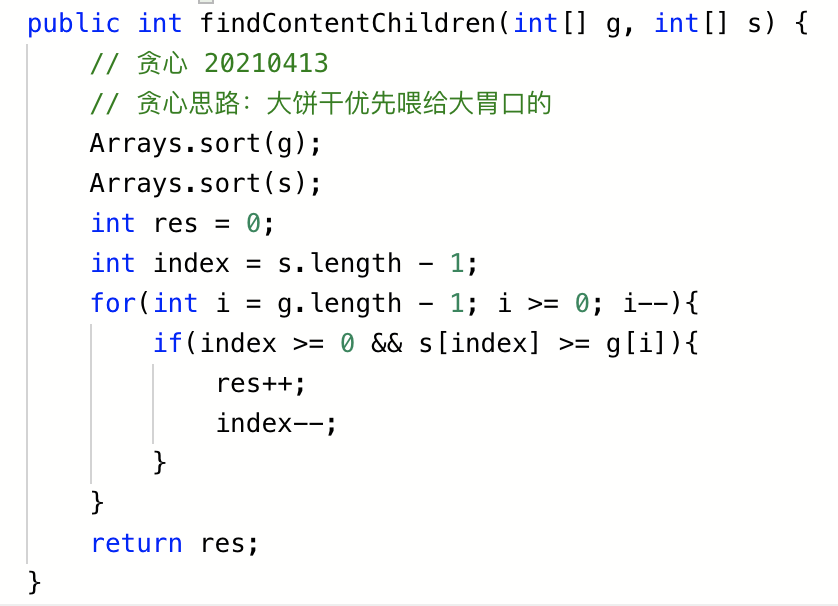 public int findContentChildren(int[] g, int[] s) {
    // 贪心 20210413
    // 贪心思路：大饼干优先喂给大胃口的
    Arrays.sort(g);
    Arrays.sort(s);
    int res = 0;
    int index = s.length - 1;
    for(int i = g.length - 1; i >= 0; i--){
        if(index >= 0 && s[index] >= g[i]){
            res++;
            index--;
        }
    }
    return res;
}